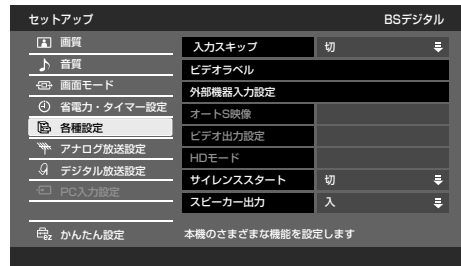 セットアップ BSデジタル
画質
音質
画面モード
省電力・タイマー設定
各種設定
アナログ放送設定
デジタル放送設定
PC入力設定
かんたん設定
入力スキップ 切
ビデオラベル
外部機器入力設定
オートS映像
ビデオ出力設定
HDモード
サイレンススタート 切
スピーカー出力 入
本機のさまざまな機能を設定します